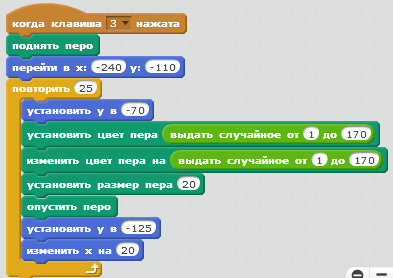 когда клавиша 3 нажата
поднять перо
перейти в x: -240 y: -110
повторить 25
установить y в -70
установить цвет пера выдать случайное от 1 до 170
изменить цвет пера на выдать случайное от 1 до 170
установить размер пера 20
опустить перо
установить y в -125
изменить x на 20